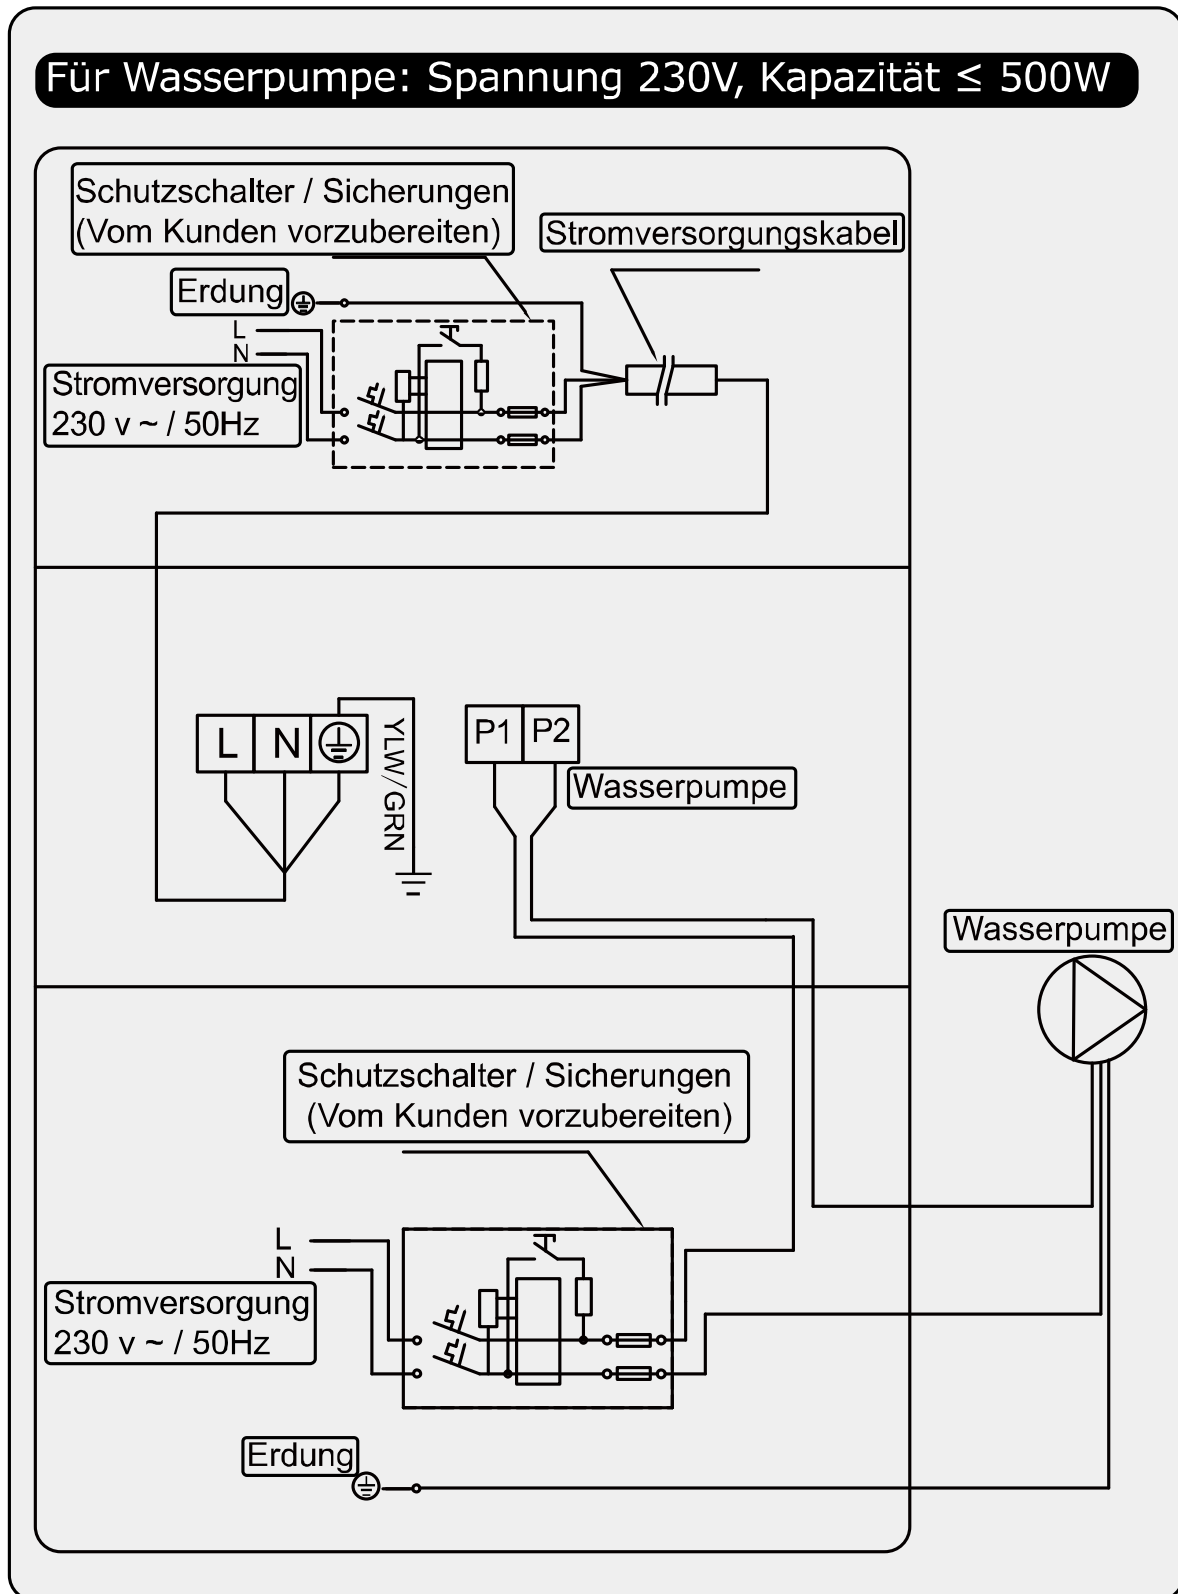 Für Wasserpumpe: Spannung 230V, Kapazität ≤ 500W
Schutzschalter / Sicherungen
(Vom Kunden vorzubereiten)
Stromversorgungskabel
Erdung
L
N
Stromversorgung
230 v ~ / 50Hz
L N
YLW/GRN
P1 P2
Wasserpumpe
Wasserpumpe
Schutzschalter / Sicherungen
(Vom Kunden vorzubereiten)
L
N
Stromversorgung
230 v ~ / 50Hz
Erdung